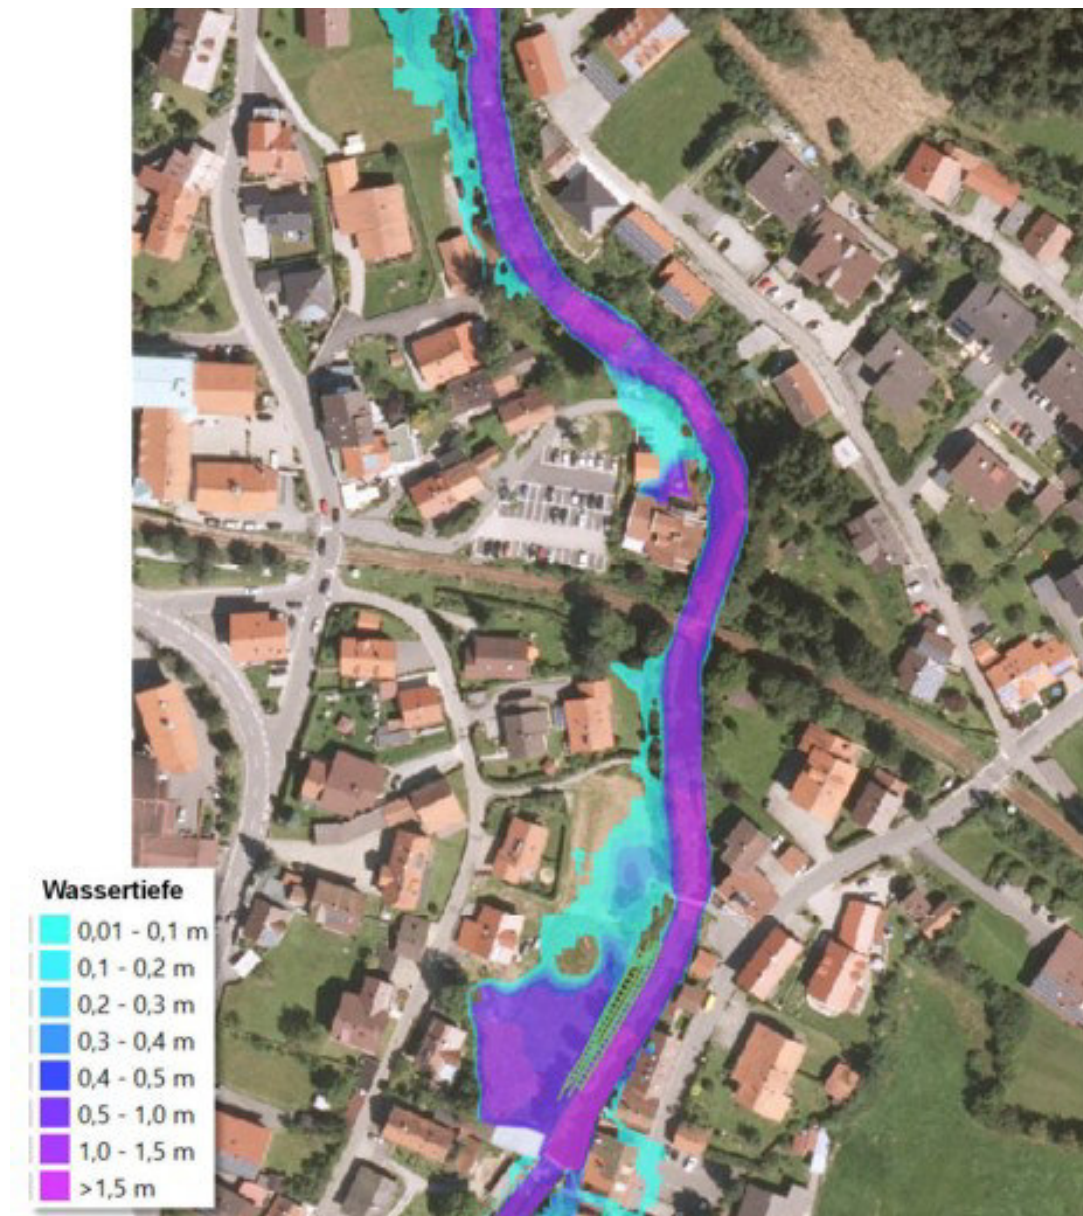 Wassertiefe
0,01 - 0,1 m
0,1 - 0,2 m
0,2 - 0,3 m
0,3 - 0,4 m
0,4 - 0,5 m
0,5 - 1,0 m
1,0 - 1,5 m
>1,5 m